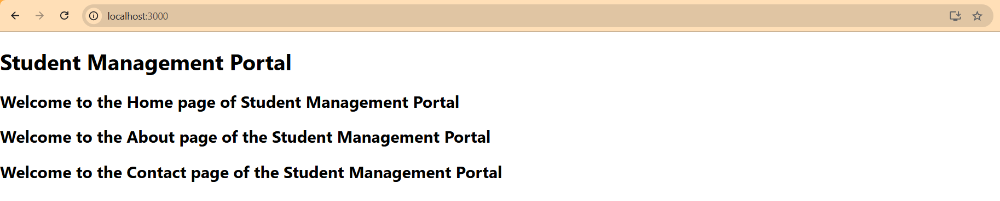 localhost:3000
Student Management Portal
Welcome to the Home page of Student Management Portal
Welcome to the About page of the Student Management Portal
Welcome to the Contact page of the Student Management Portal